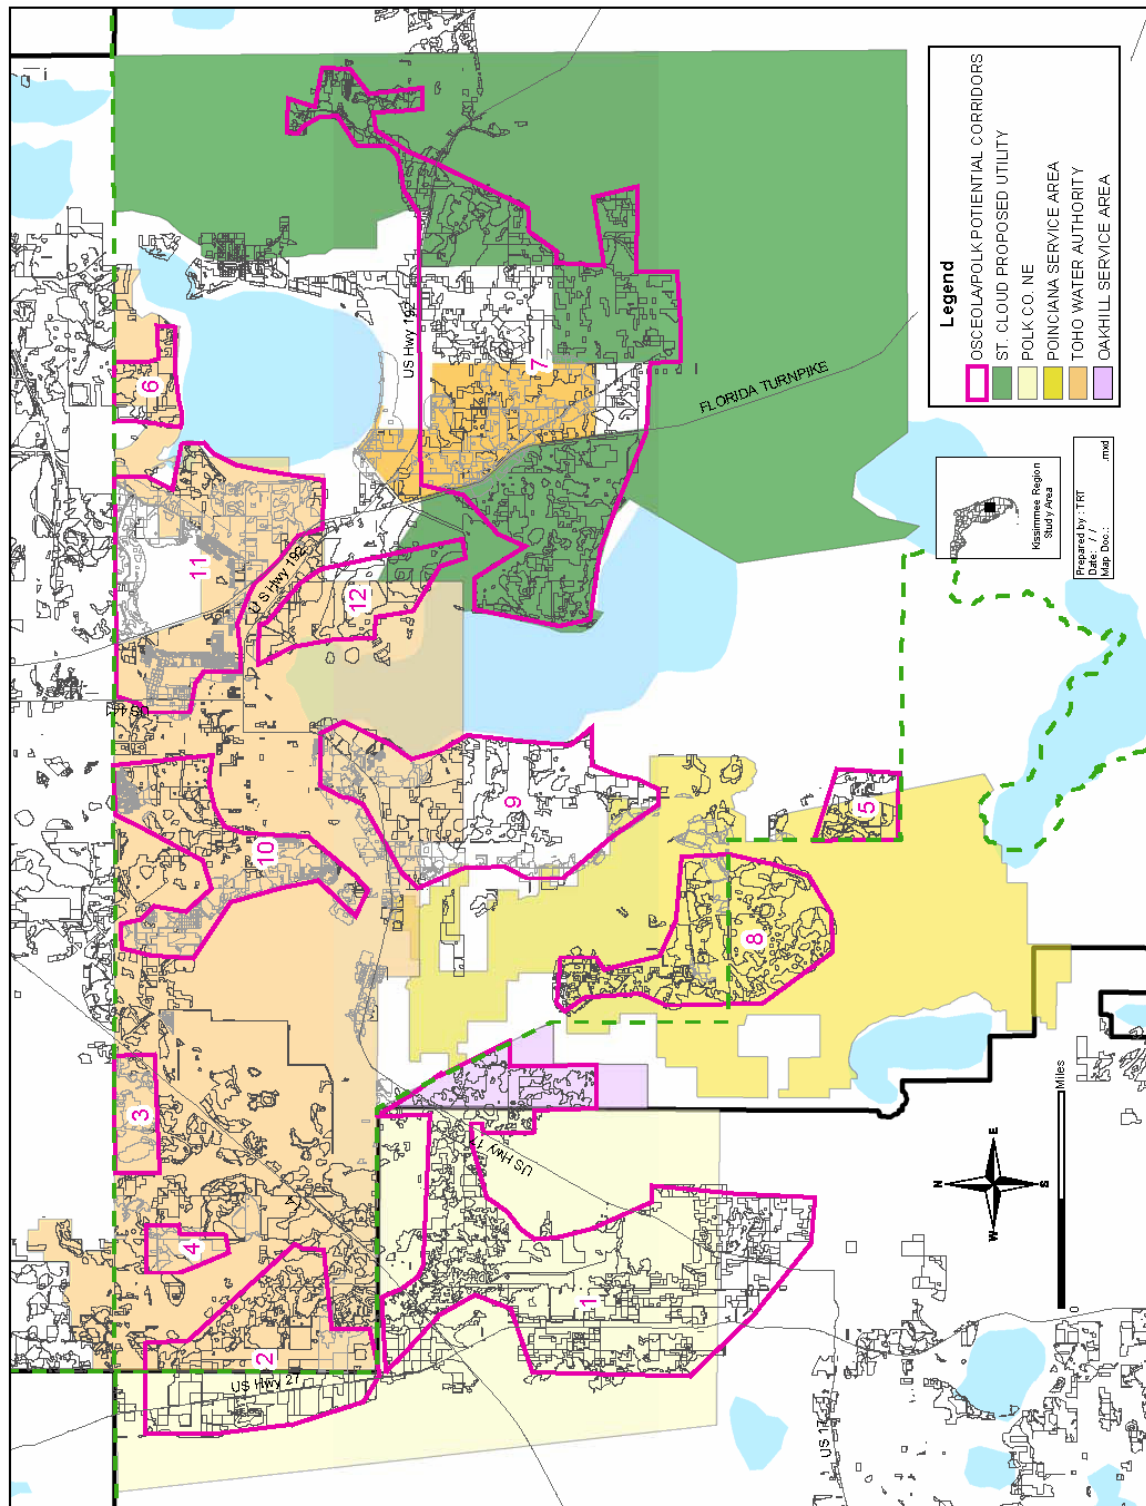 6
11
3
4
10
2
12
7
9
1
8
5
US Hwy 192
US Hwy 192
US Hwy 27
US Hwy 17
US 17
FLORIDA TURNPIKE
N
W
E
S
0
Miles
Kissimmee Region
Study Area
Prepared by : TRT
Date: / /
Map Doc.: .mxd
Legend
OSCEOLA/POLK POTIENTIAL CORRIDORS
ST. CLOUD PROPOSED UTILITY
POLK C.O. NE
POINCIANA SERVICE AREA
TOHO WATER AUTHORITY
OAKHILL SERVICE AREA